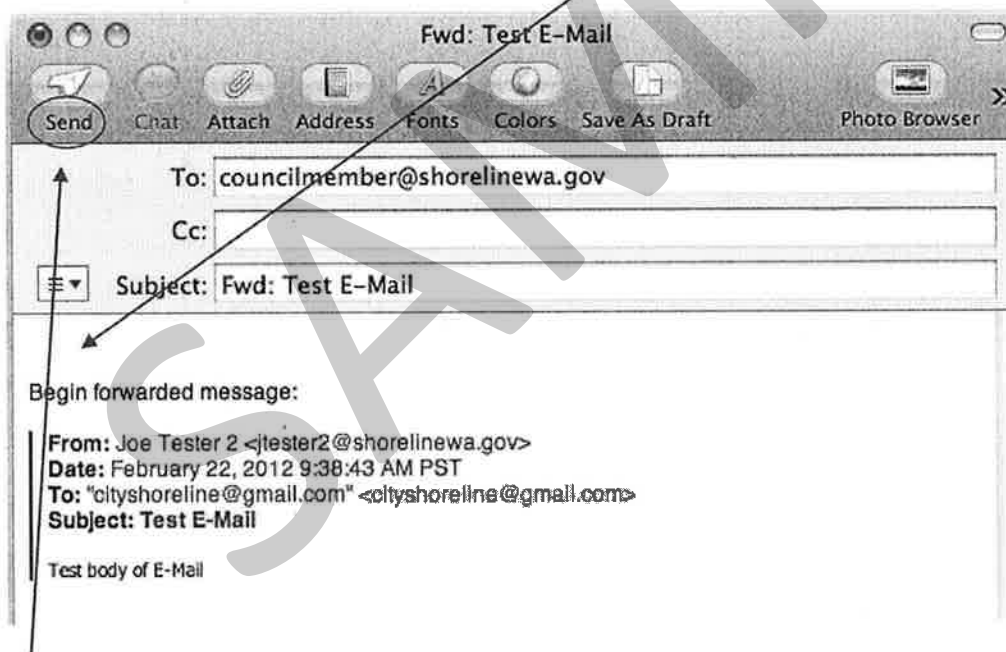 Fwd: Test E-Mail
Send Chat Attach Address Fonts Colors Save As Draft Photo Browser
To: councilmember@shorelinewa.gov
Cc:
Subject: Fwd: Test E-Mail
Begin forwarded message:
From: Joe Tester 2 <jtester2@shorelinewa.gov>
Date: February 22, 2012 9:38:43 AM PST
To: "cityshoreline@gmail.com" <cityshoreline@gmail.com>
Subject: Test E-Mail
Test body of E-Mail
SAM